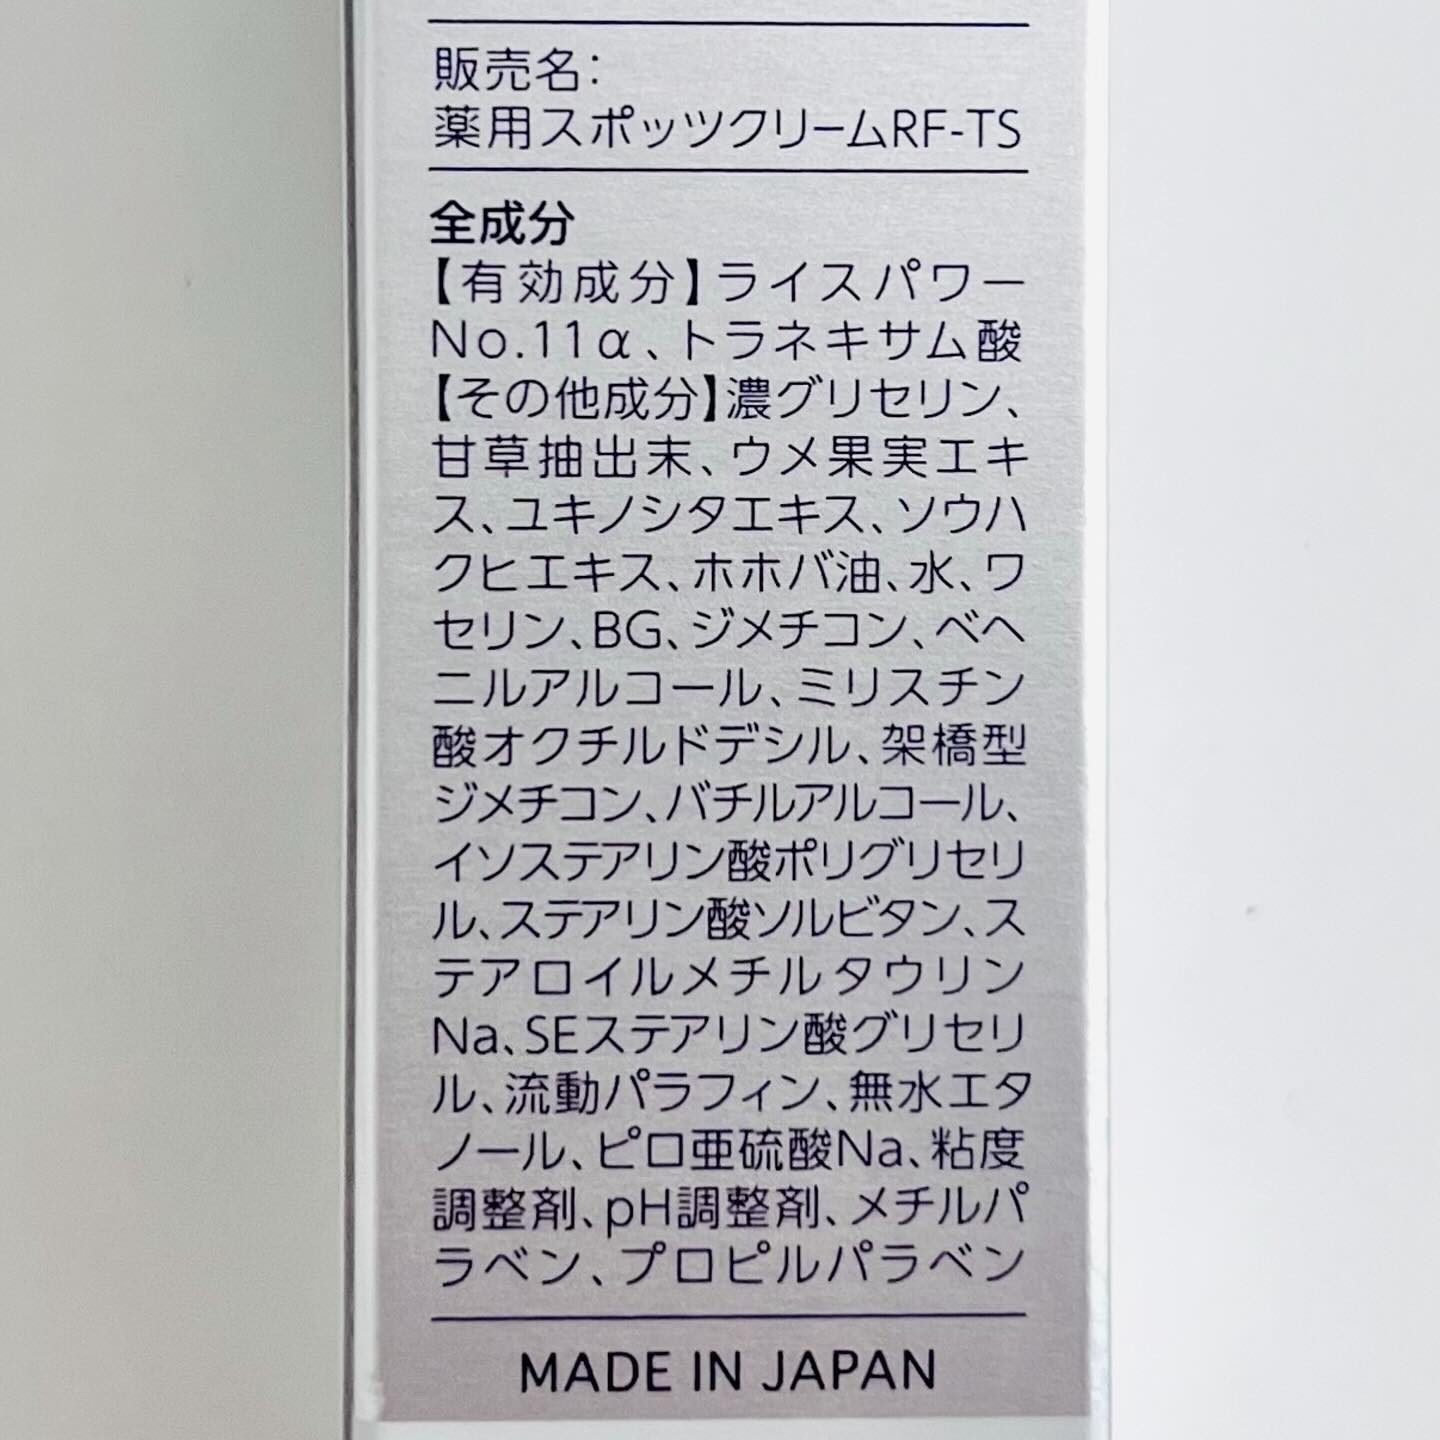 販売名:
薬用スポッツクリームRF-TS
全成分
【有効成分】ライスパワー
No.11α、トラネキサム酸
【その他成分】濃グリセリン、
甘草抽出末、ウメ果実エキ
ス、ユキノシタエキス、ソウハ
クヒエキス、ホホバ油、水、ワ
セリン、BG、ジメチコン、ベヘ
ニルアルコール、ミリスチン
酸オクチルドデシル、架橋型
ジメチコン、バチルアルコール、
イソステアリン酸ポリグリセリ
ル、ステアリン酸ソルビタン、ス
テアロイルメチルタウリン
Na、SEステアリン酸グリセリ
ル、流動パラフィン、無水エタ
ノール、ピロ亜硫酸Na、粘度
調整剤、pH調整剤、メチルパ
ラベン、プロピルパラベン
MADE IN JAPAN